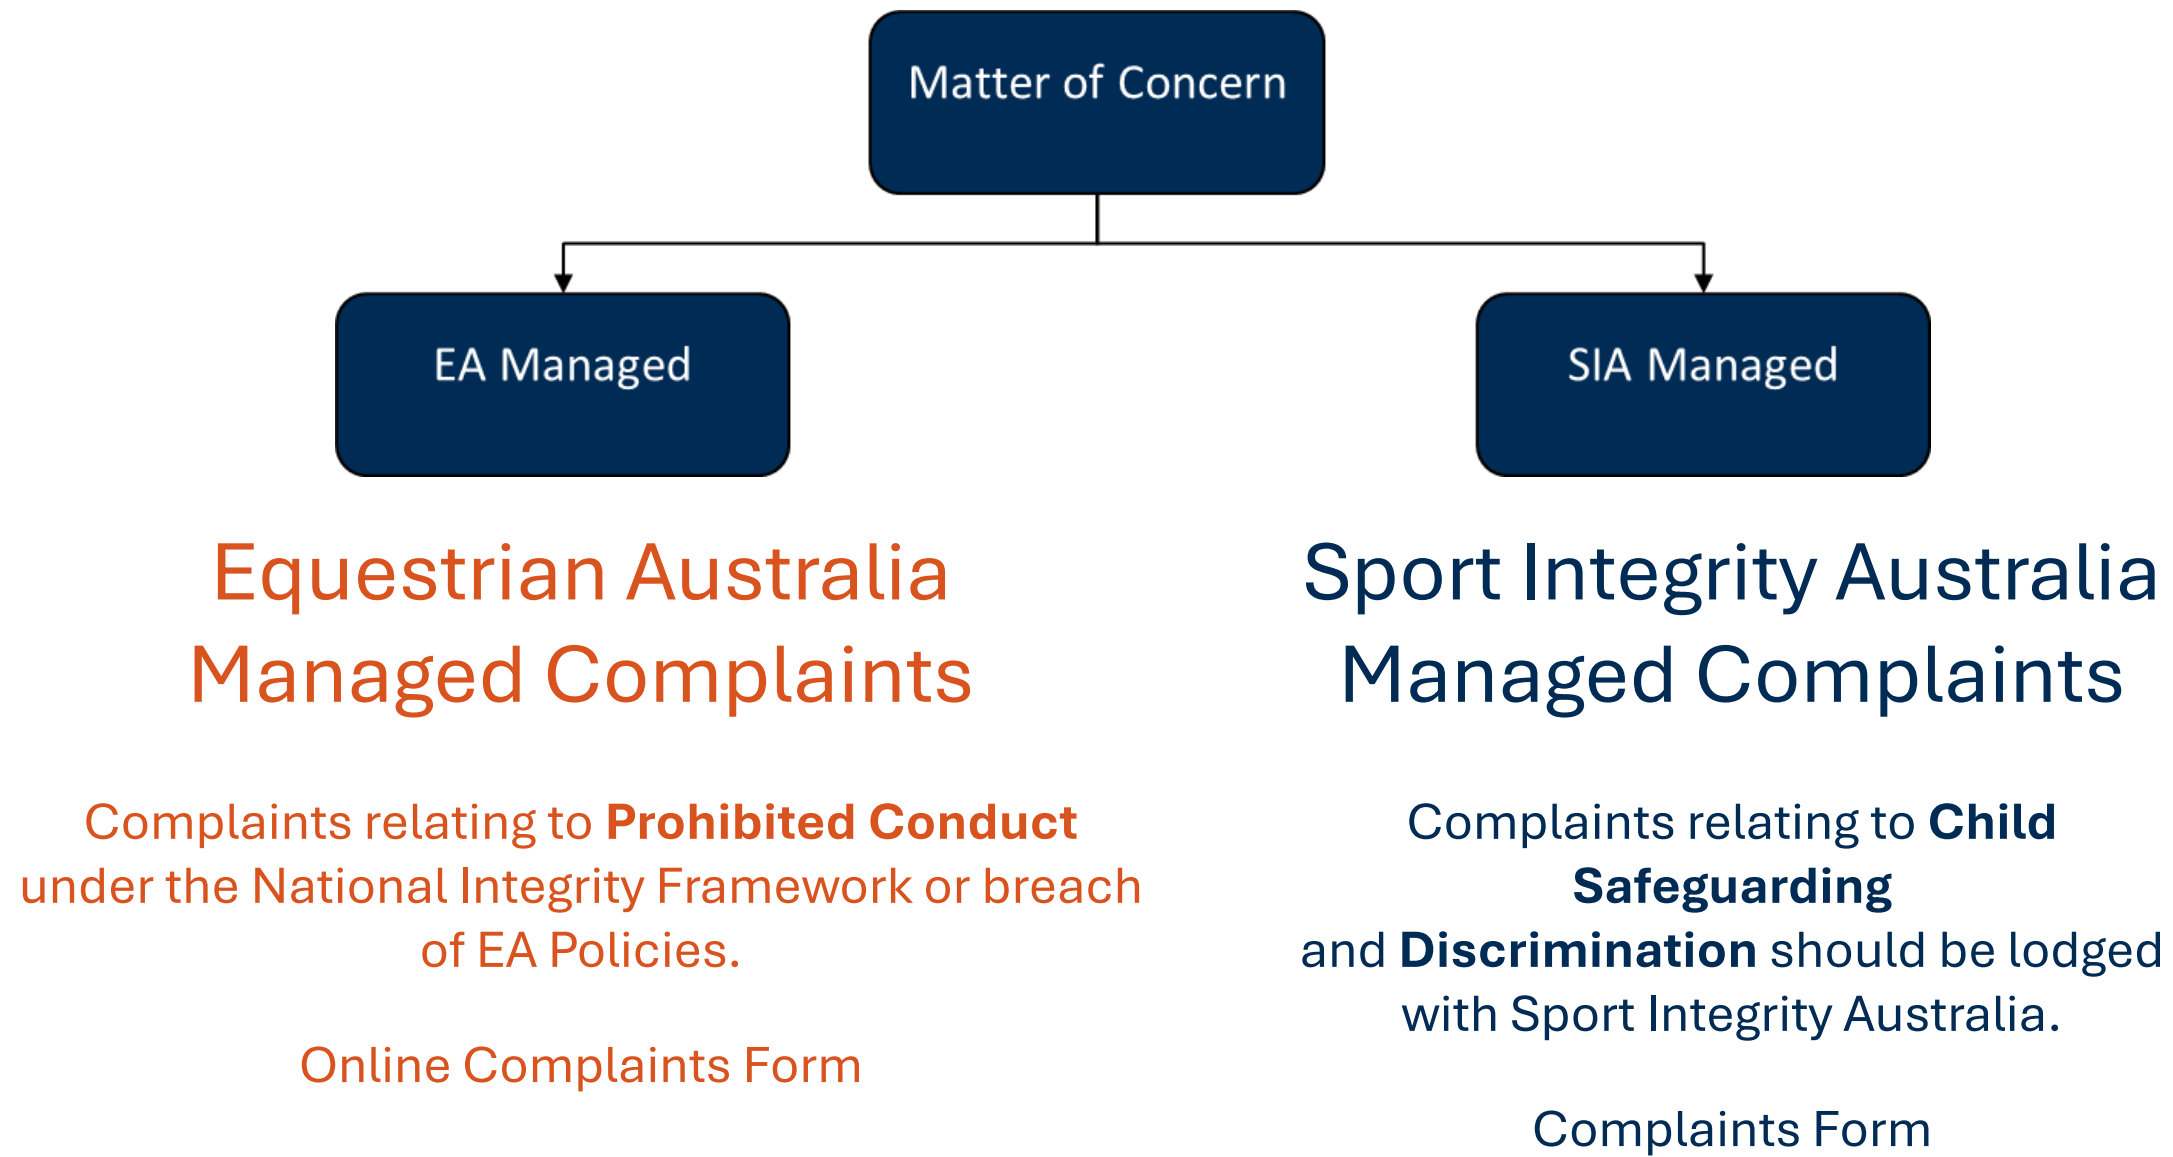 Matter of Concern
EA Managed
SIA Managed
Equestrian Australia
Managed Complaints
Complaints relating to Prohibited Conduct
under the National Integrity Framework or breach
of EA Policies.
Online Complaints Form
Sport Integrity Australia
Managed Complaints
Complaints relating to Child
Safeguarding
and Discrimination should be lodged
with Sport Integrity Australia.
Complaints Form